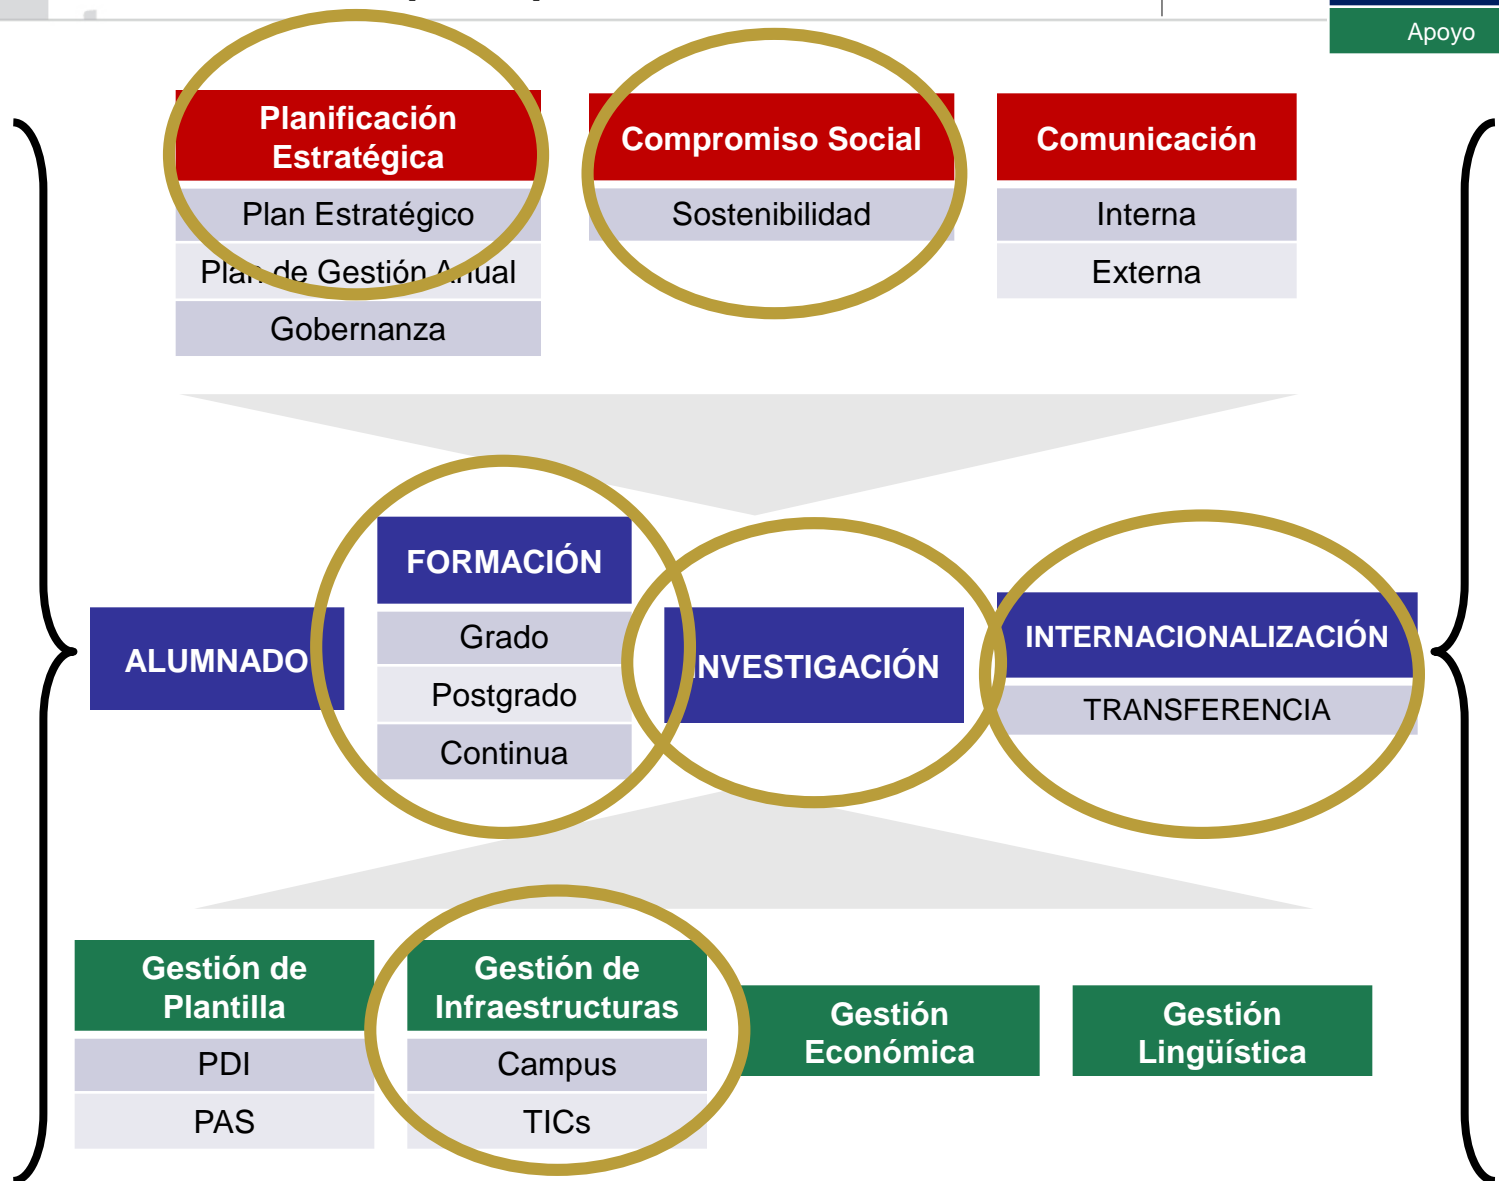 Apoyo
Planificación
Estratégica
Plan Estratégico
Plan de Gestión Anual
Gobernanza
Compromiso Social
Sostenibilidad
Comunicación
Interna
Externa
ALUMNADO
FORMACIÓN
Grado
Postgrado
Continua
INVESTIGACIÓN
INTERNACIONALIZACIÓN
TRANSFERENCIA
Gestión de
Plantilla
PDI
PAS
Gestión de
Infraestructuras
Campus
TICs
Gestión
Económica
Gestión
Lingüística